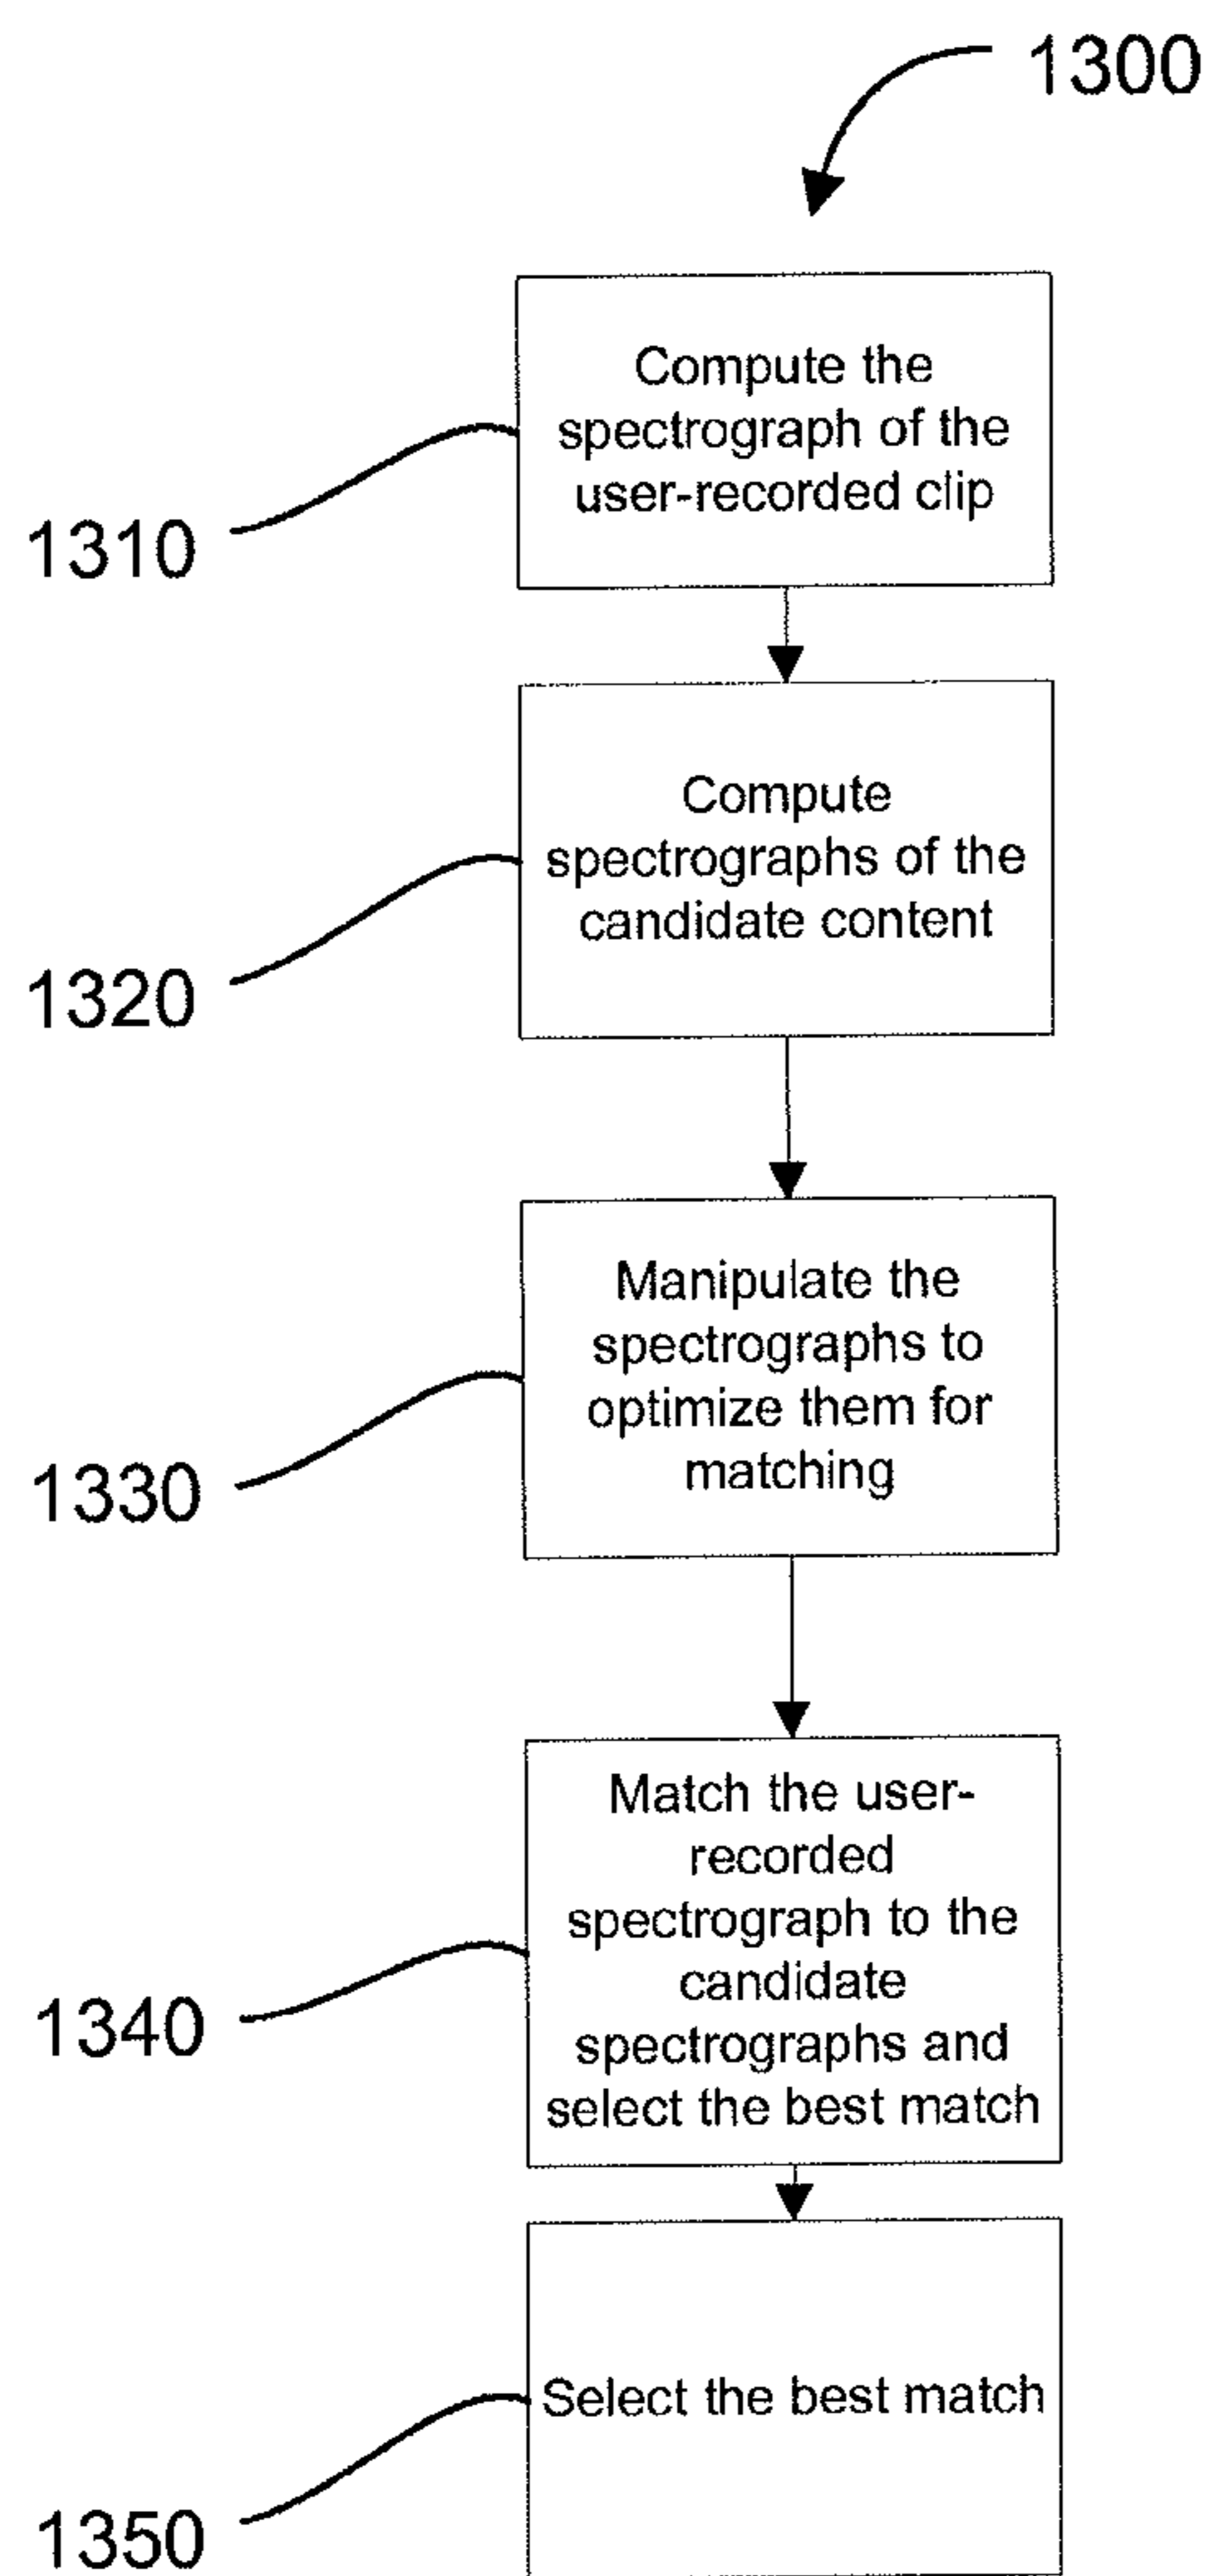 1300
Compute the
spectrograph of the
user-recorded clip
1310
Compute
spectrographs of the
candidate content
1320
Manipulate the
spectrographs to
optimize them for
matching
1330
Match the user-
recorded
spectrograph to the
candidate
spectrographs and
select the best match
1340
Select the best match
1350